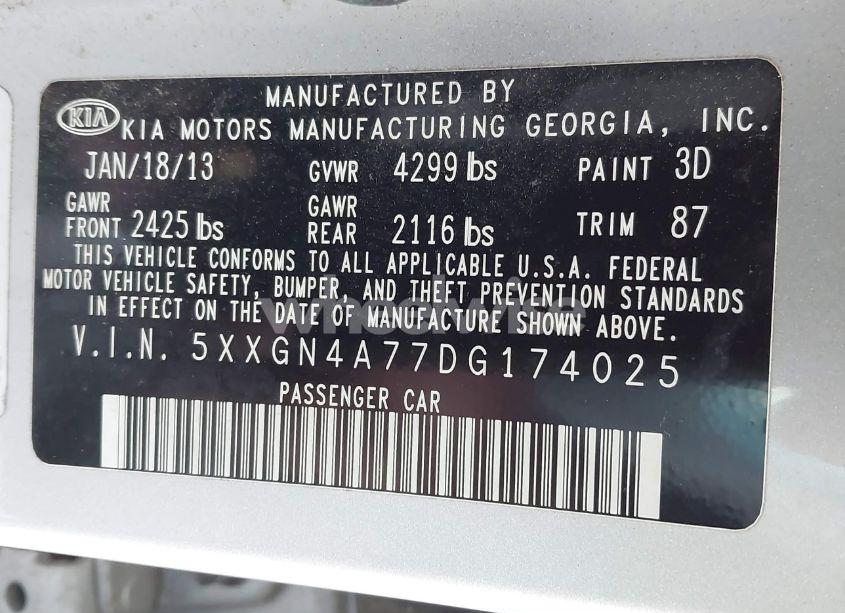 MANUFACTURED BY
KIA KIA MOTORS MANUFACTURING GEORGIA, INC.
JAN/18/13 GVWR 4299 lbs PAINT 3D
GAWR FRONT 2425 lbs GAWR REAR 2116 lbs TRIM 87
THIS VEHICLE CONFORMS TO ALL APPLICABLE U.S.A. FEDERAL
MOTOR VEHICLE SAFETY, BUMPER, AND THEFT PREVENTION STANDARDS
IN EFFECT ON THE DATE OF MANUFACTURE SHOWN ABOVE.
V.I.N. 5XXGN4A77DG174025
PASSENGER CAR